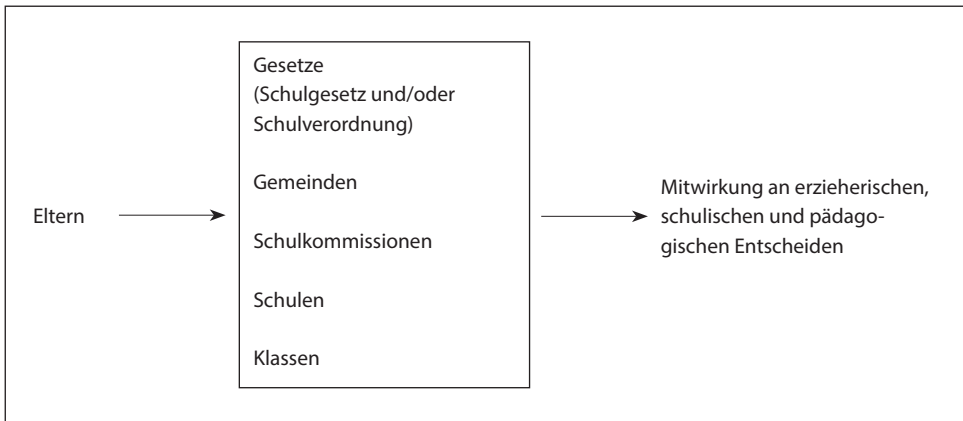 Eltern
Gesetze
(Schulgesetz und/oder
Schulverordnung)
Gemeinden
Schulkommissionen
Schulen
Klassen
Mitwirkung an erzieherischen,
schulischen und pädago-
gischen Entscheiden